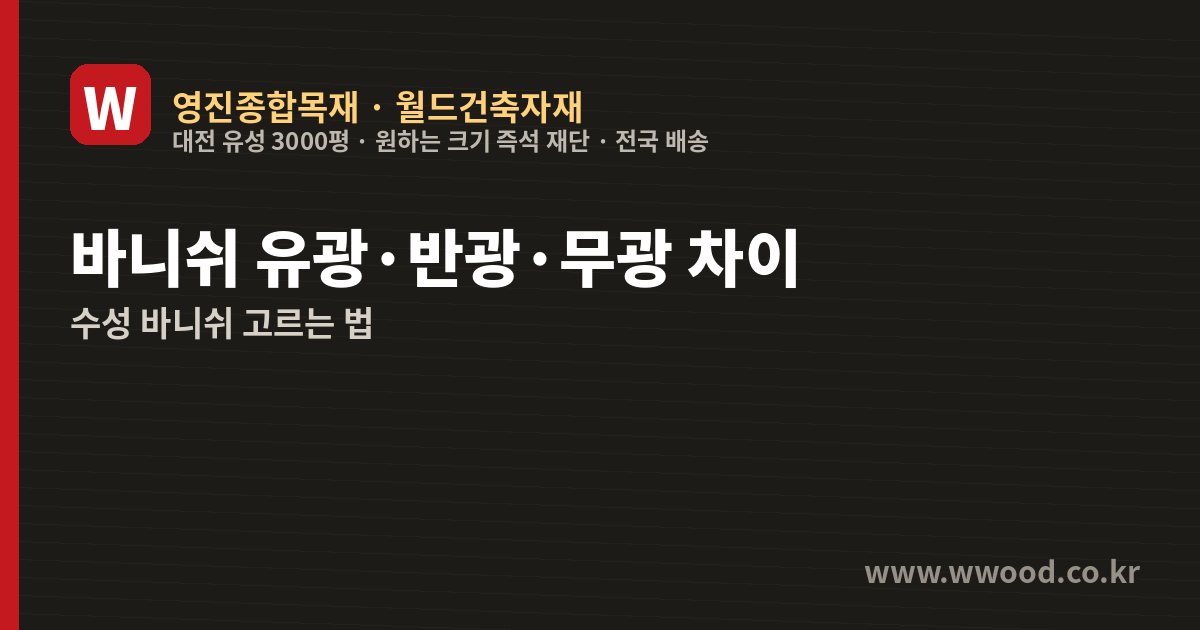 W
영진종합목재 · 월드건축자재
대전 유성 3000평 · 원하는 크기 즉석 재단 · 전국 배송
바니쉬 유광·반광·무광 차이
수성 바니쉬 고르는 법
www.wwood.co.kr